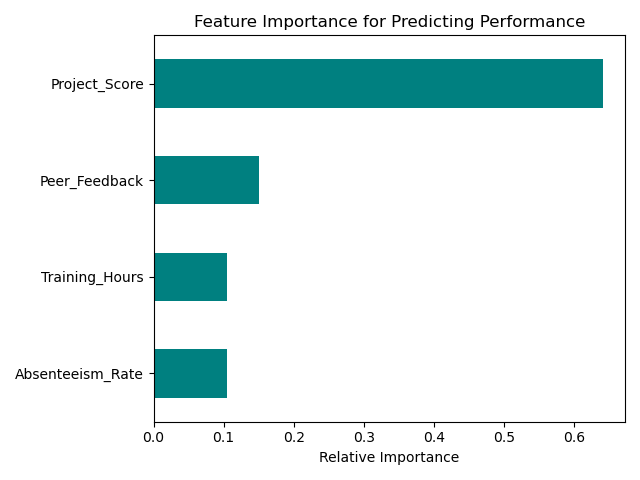 Feature Importance for Predicting Performance
Project_Score
Peer_Feedback
Training_Hours
Absenteeism_Rate
0.0 0.1 0.2 0.3 0.4 0.5 0.6
Relative Importance